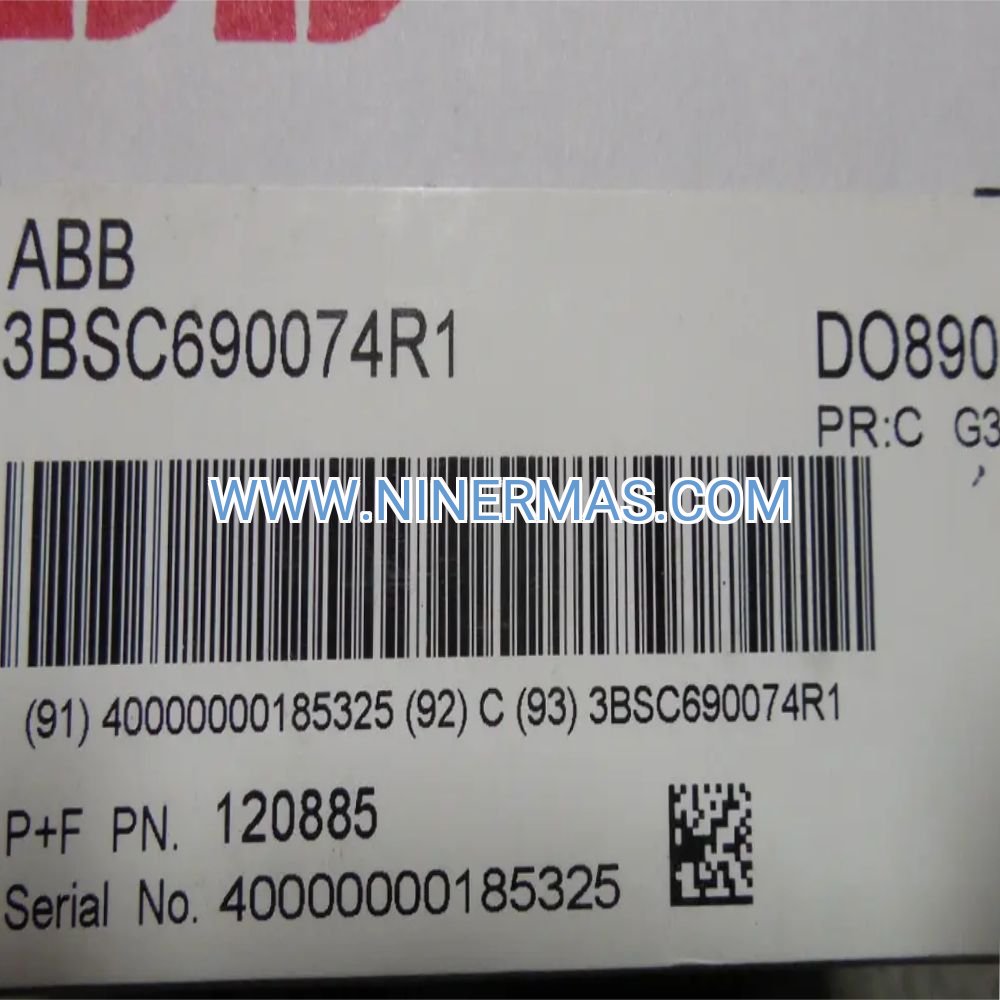 ABB
3BSC690074R1 DO890
PR:C G3
WWW.NINERMAS.COM
(91) 40000000185325 (92) C (93) 3BSC690074R1
P+F PN. 120885
Serial No. 40000000185325